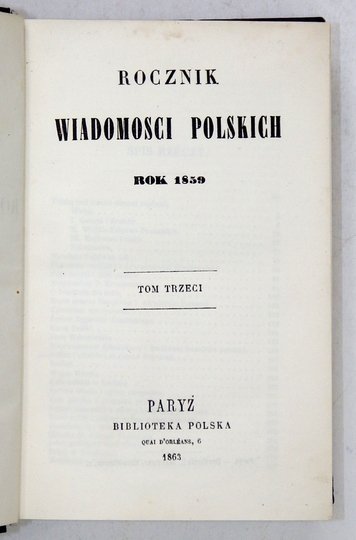 ROCZNIK
WIADOMOSCI POLSKICH
ROK 1859
TOM TRZECI
PARYŻ
BIBLIOTEKA POLSKA
QUAI D'ORLÉANS, 6
1863